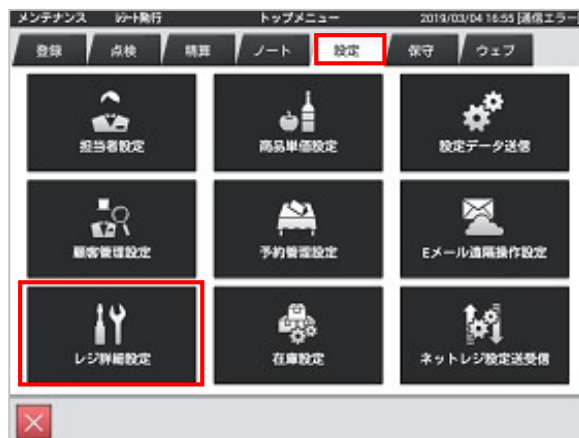 メンテナンス ﾚｼｰﾄ発行 トップメニュー 2019/03/04 16:55 [通信エラー
登録 点検 精算 ノート 設定 保守 ウェブ
担当者設定 商品単価設定 設定データ送信
顧客管理設定 予約管理設定 Eメール遠隔操作設定
レジ詳細設定 在庫設定 ネットレジ設定送受信